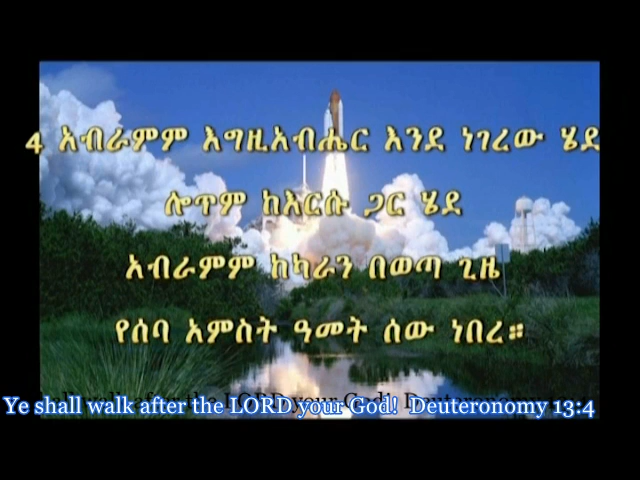 4 አብራምም እግዚአብሔር እንደ ነገረው ሄደ
ሎጥም ከእርሱ ጋር ሄደ
አብራምም ከካራን በወጣ ጊዜ
የሰባ አምስት ዓመት ሰው ነበረ።
Ye shall walk after the LORD your God! Deuteronomy 13:4